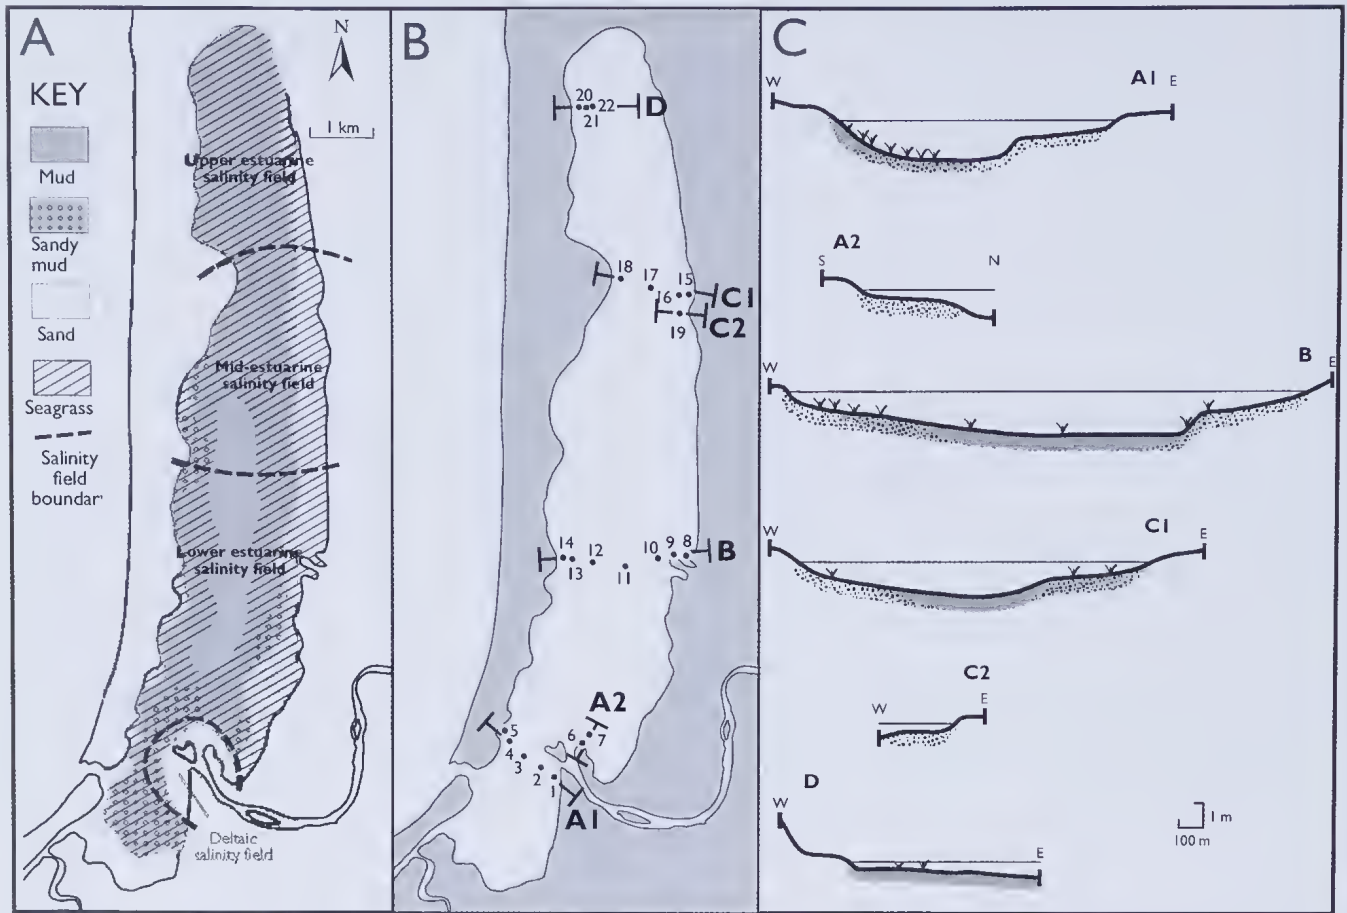 A
N
KEY
1 km
Mud
Sandy
mud
Sand
Seagrass
Salinity
field
boundar
Upper estuarine
salinity field
Mid-estuarine
salinity field
Lower estuarine
salinity field
Deltaic
salinity field
B
20
22
21
D
18
17
15
16
C1
19
C2
14
13
12
11
10
9
8
B
A2
5
4
3
2
1
6
7
A1
C
A1
W
E
A2
S
N
B
W
E
C1
W
E
C2
W
E
D
W
E
1 m
100 m